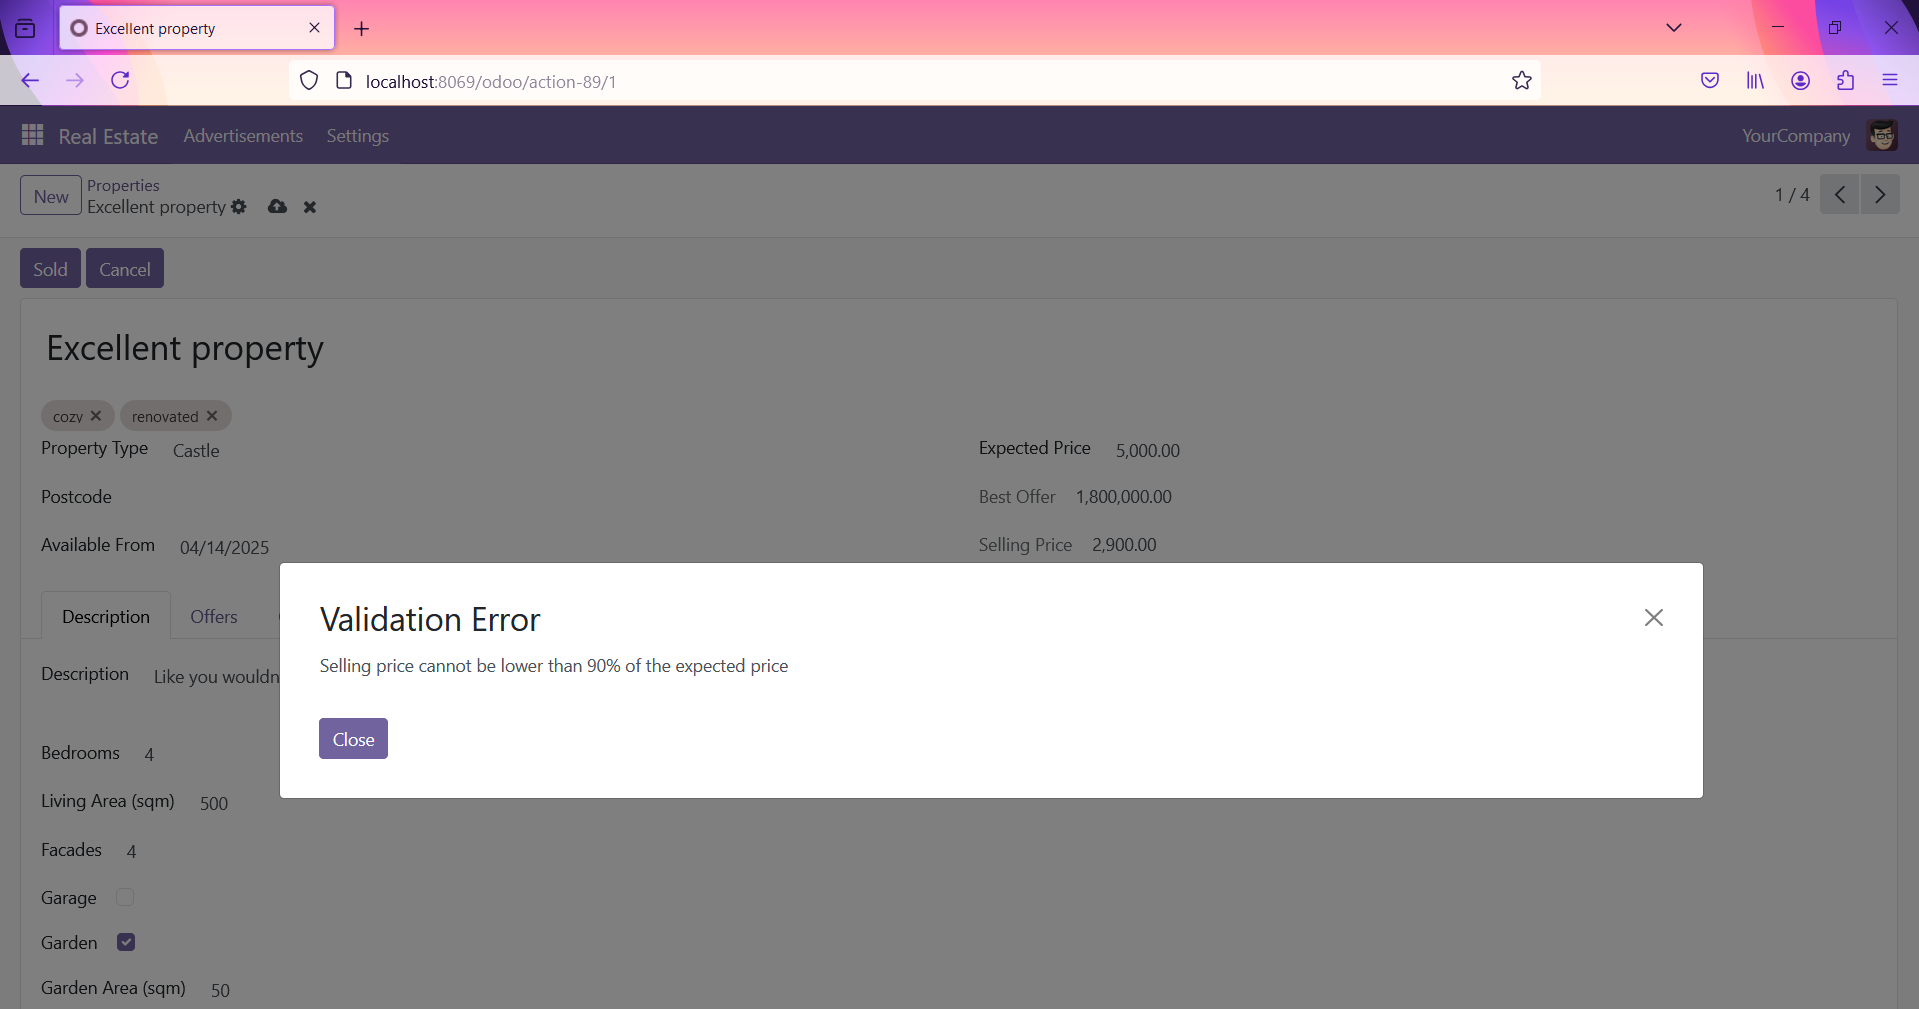 Excellent property
localhost:8069/odoo/action-89/1
Real Estate Advertisements Settings YourCompany
New Properties
Excellent property 1 / 4
Sold Cancel
Excellent property
cozy renovated
Property Type Castle Expected Price 5,000.00
Postcode Best Offer 1,800,000.00
Available From 04/14/2025 Selling Price 2,900.00
Description Offers
Validation Error
Selling price cannot be lower than 90% of the expected price
Close
Description Like you wouldn
Bedrooms 4
Living Area (sqm) 500
Facades 4
Garage
Garden
Garden Area (sqm) 50